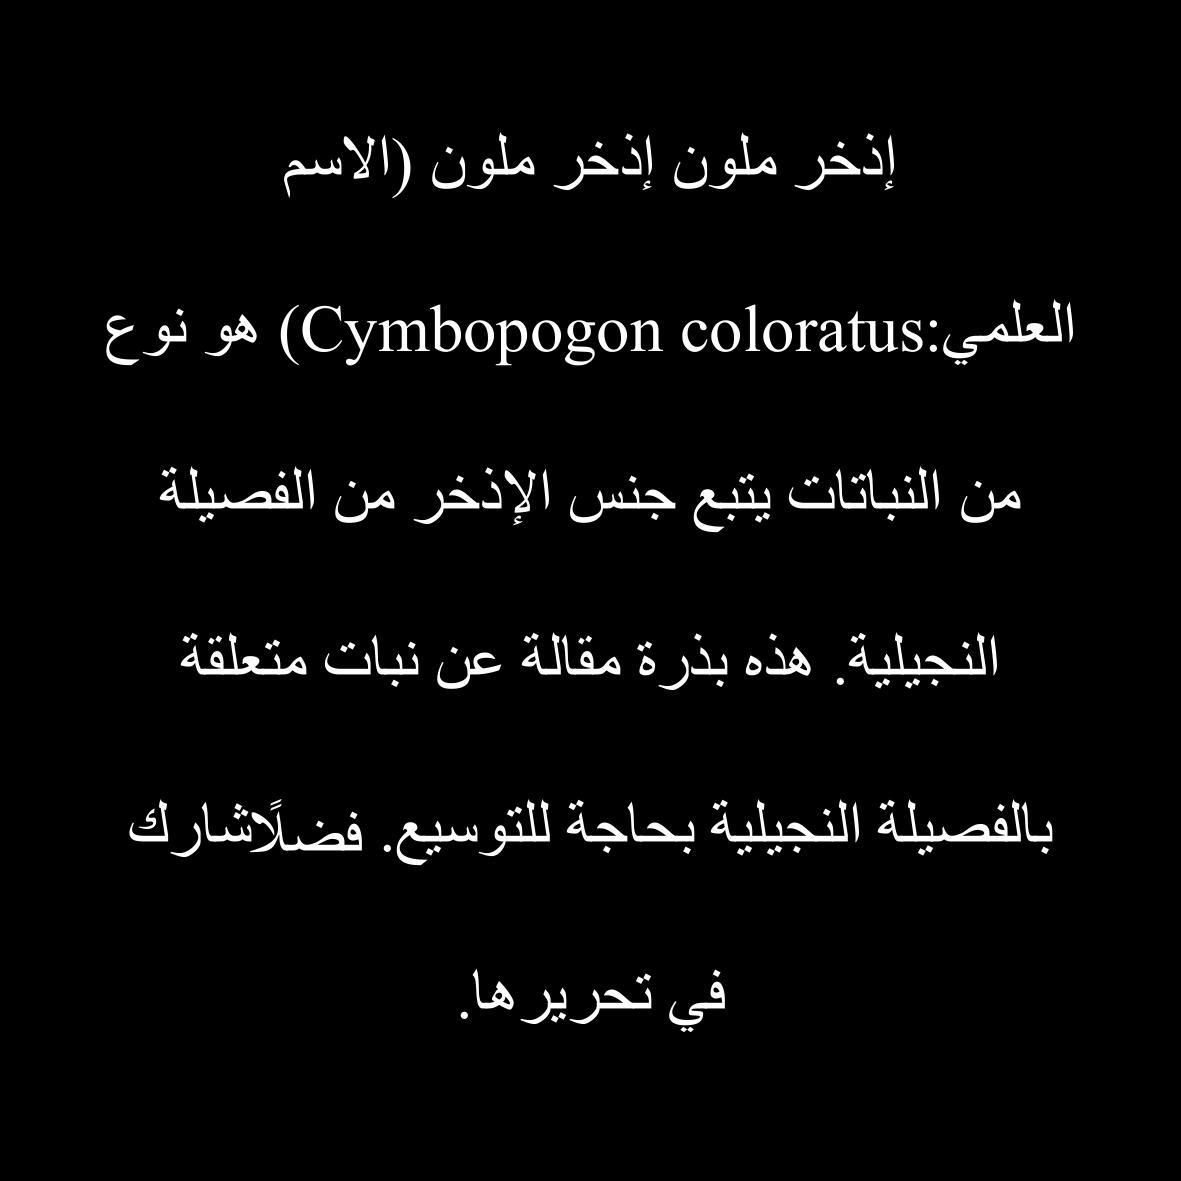 إذخر ملون إذخر ملون (الاسم
العلمي:Cymbopogon coloratus) هو نوع
من النباتات يتبع جنس الإذخر من الفصيلة
النجيلية. هذه بذرة مقالة عن نبات متعلقة
بالفصيلة النجيلية بحاجة للتوسيع. فضلًاشارك
في تحريرها.